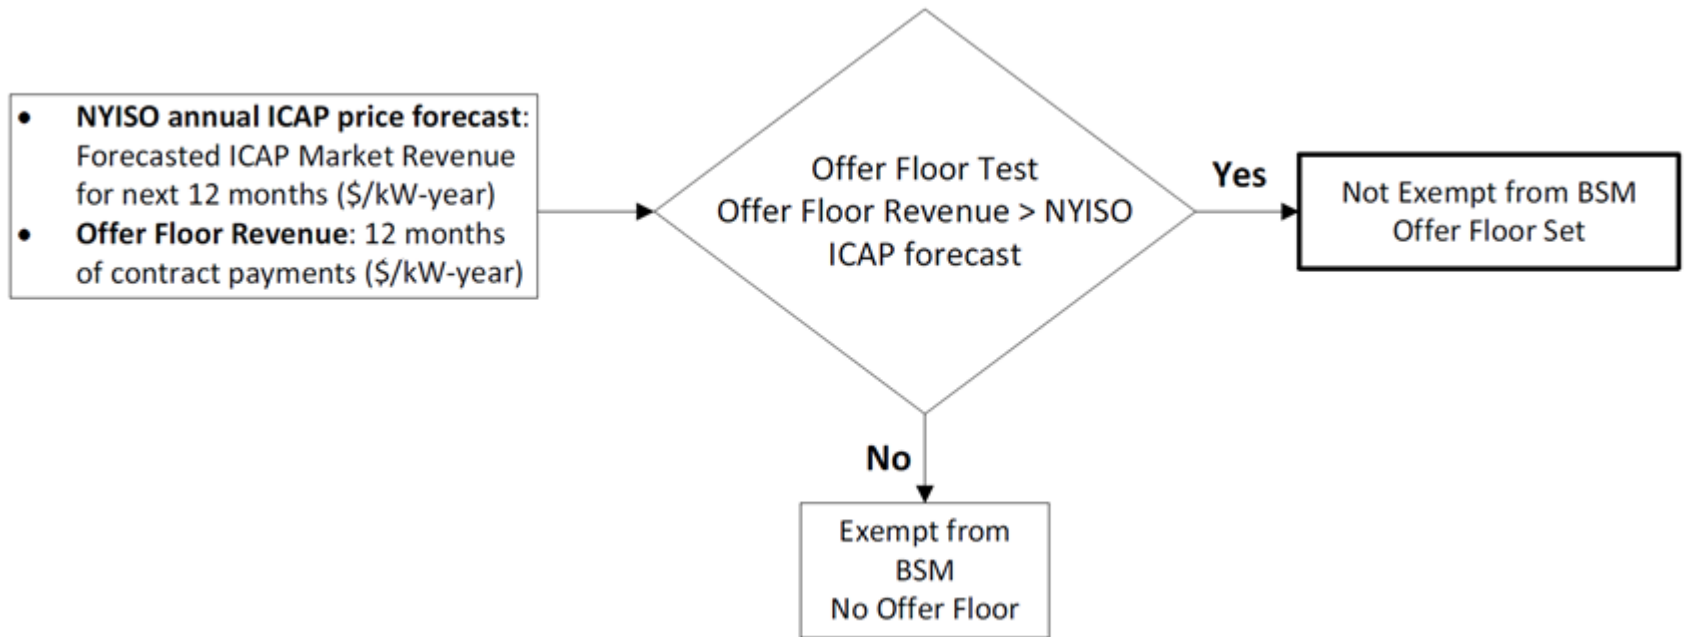 • NYISO annual ICAP price forecast:
Forecasted ICAP Market Revenue
for next 12 months ($/kW-year)
• Offer Floor Revenue: 12 months
of contract payments ($/kW-year)
Offer Floor Test
Offer Floor Revenue > NYISO
ICAP forecast
Yes
Not Exempt from BSM
Offer Floor Set
No
Exempt from
BSM
No Offer Floor